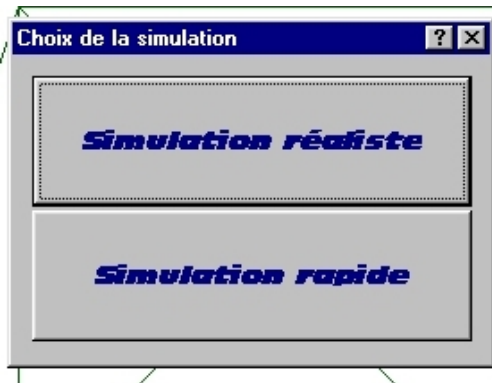 Choix de la simulation
Simulation réaliste
Simulation rapide